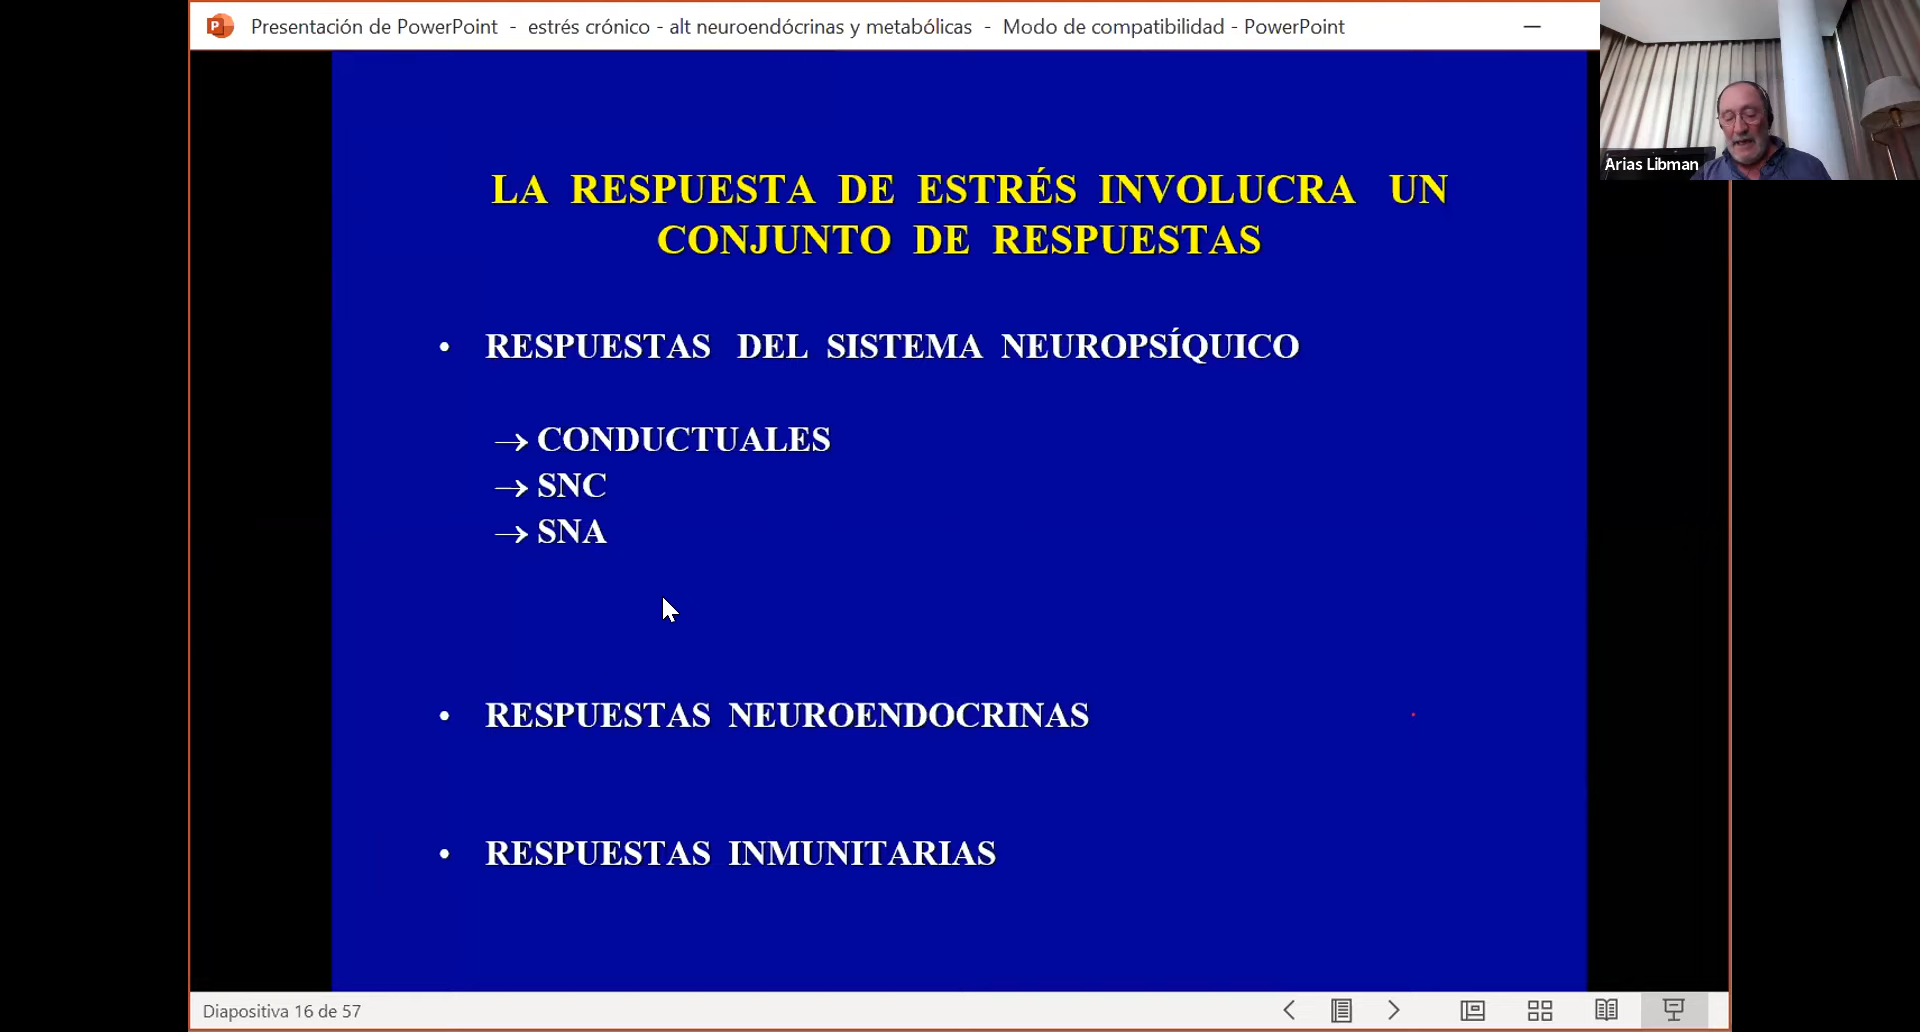 Presentación de PowerPoint - estrés crónico - alt neuroendócrinas y metabólicas - Modo de compatibilidad - PowerPoint
Arias Libman
LA RESPUESTA DE ESTRÉS INVOLUCRA UN
CONJUNTO DE RESPUESTAS
• RESPUESTAS DEL SISTEMA NEUROPSÍQUICO
→ CONDUCTUALES
→ SNC
→ SNA
• RESPUESTAS NEUROENDOCRINAS
• RESPUESTAS INMUNITARIAS
Diapositiva 16 de 57